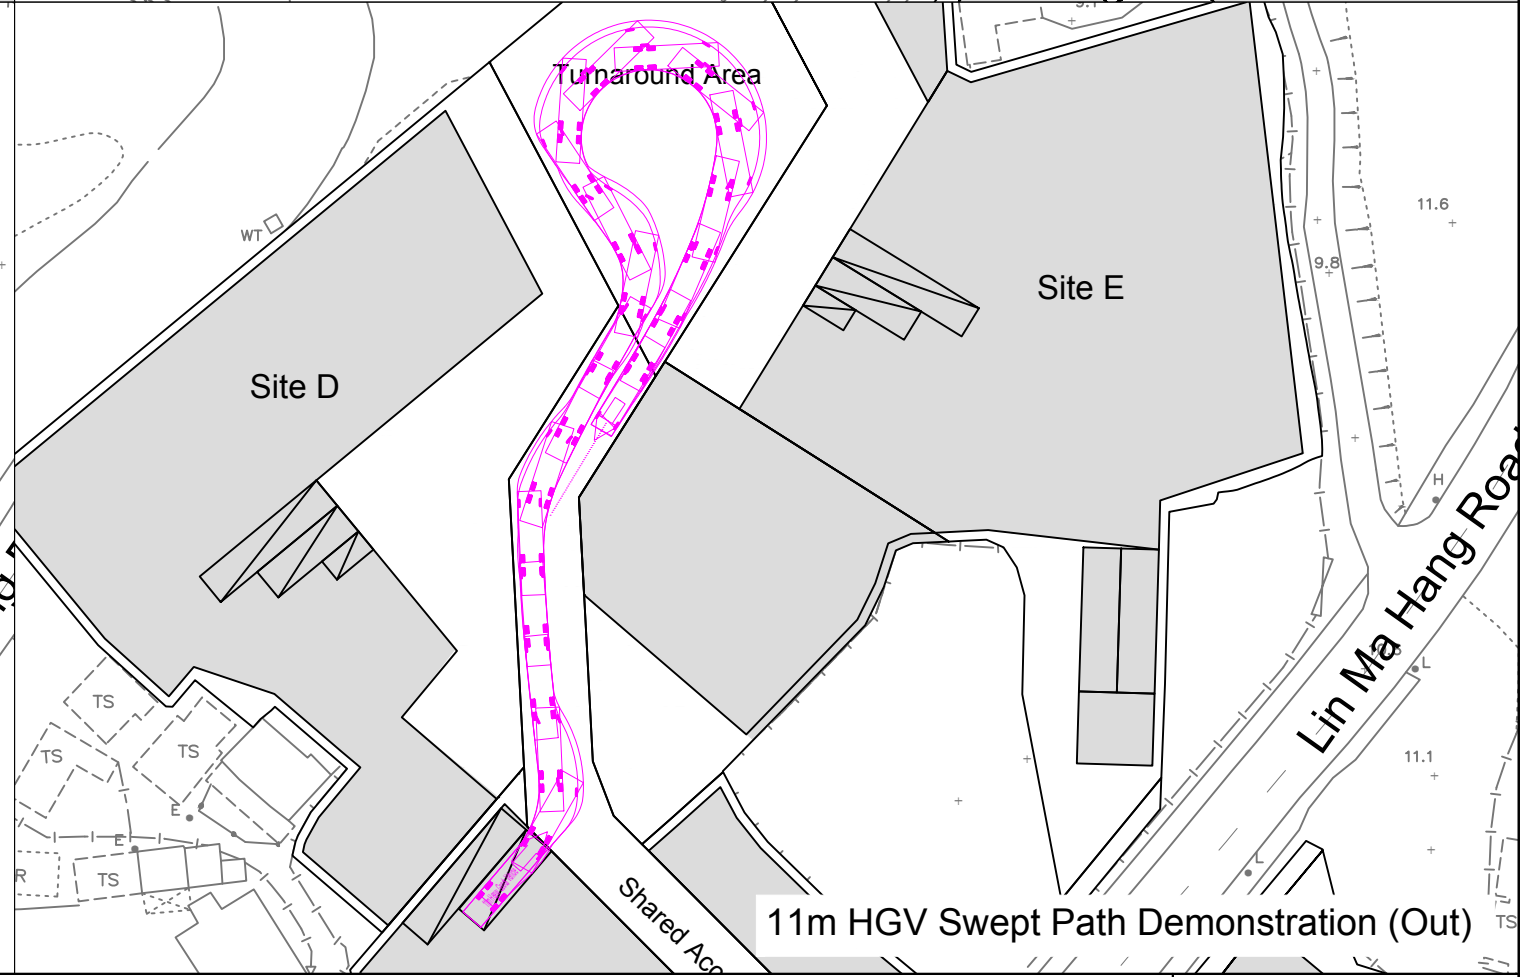 Turnaround Area
11.6
WT
9.8
Site E
Site D
H
Lin Ma Hang Road
L
TS
TS
TS
11.1
E
E
L
R
TS
Shared Acc
11m HGV Swept Path Demonstration (Out)
TS